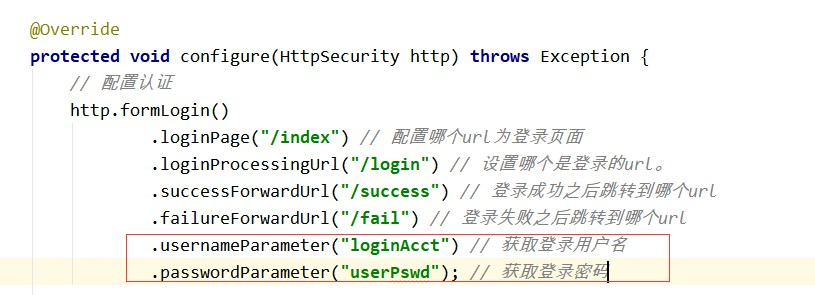 @Override
protected void configure(HttpSecurity http) throws Exception {
// 配置认证
http.formLogin()
.loginPage("/index") // 配置哪个url为登录页面
.loginProcessingUrl("/login") // 设置哪个是登录的url。
.successForwardUrl("/success") // 登录成功之后跳转到哪个url
.failureForwardUrl("/fail") // 登录失败之后跳转到哪个url
.usernameParameter("loginAcct") // 获取登录用户名
.passwordParameter("userPswd"); // 获取登录密码